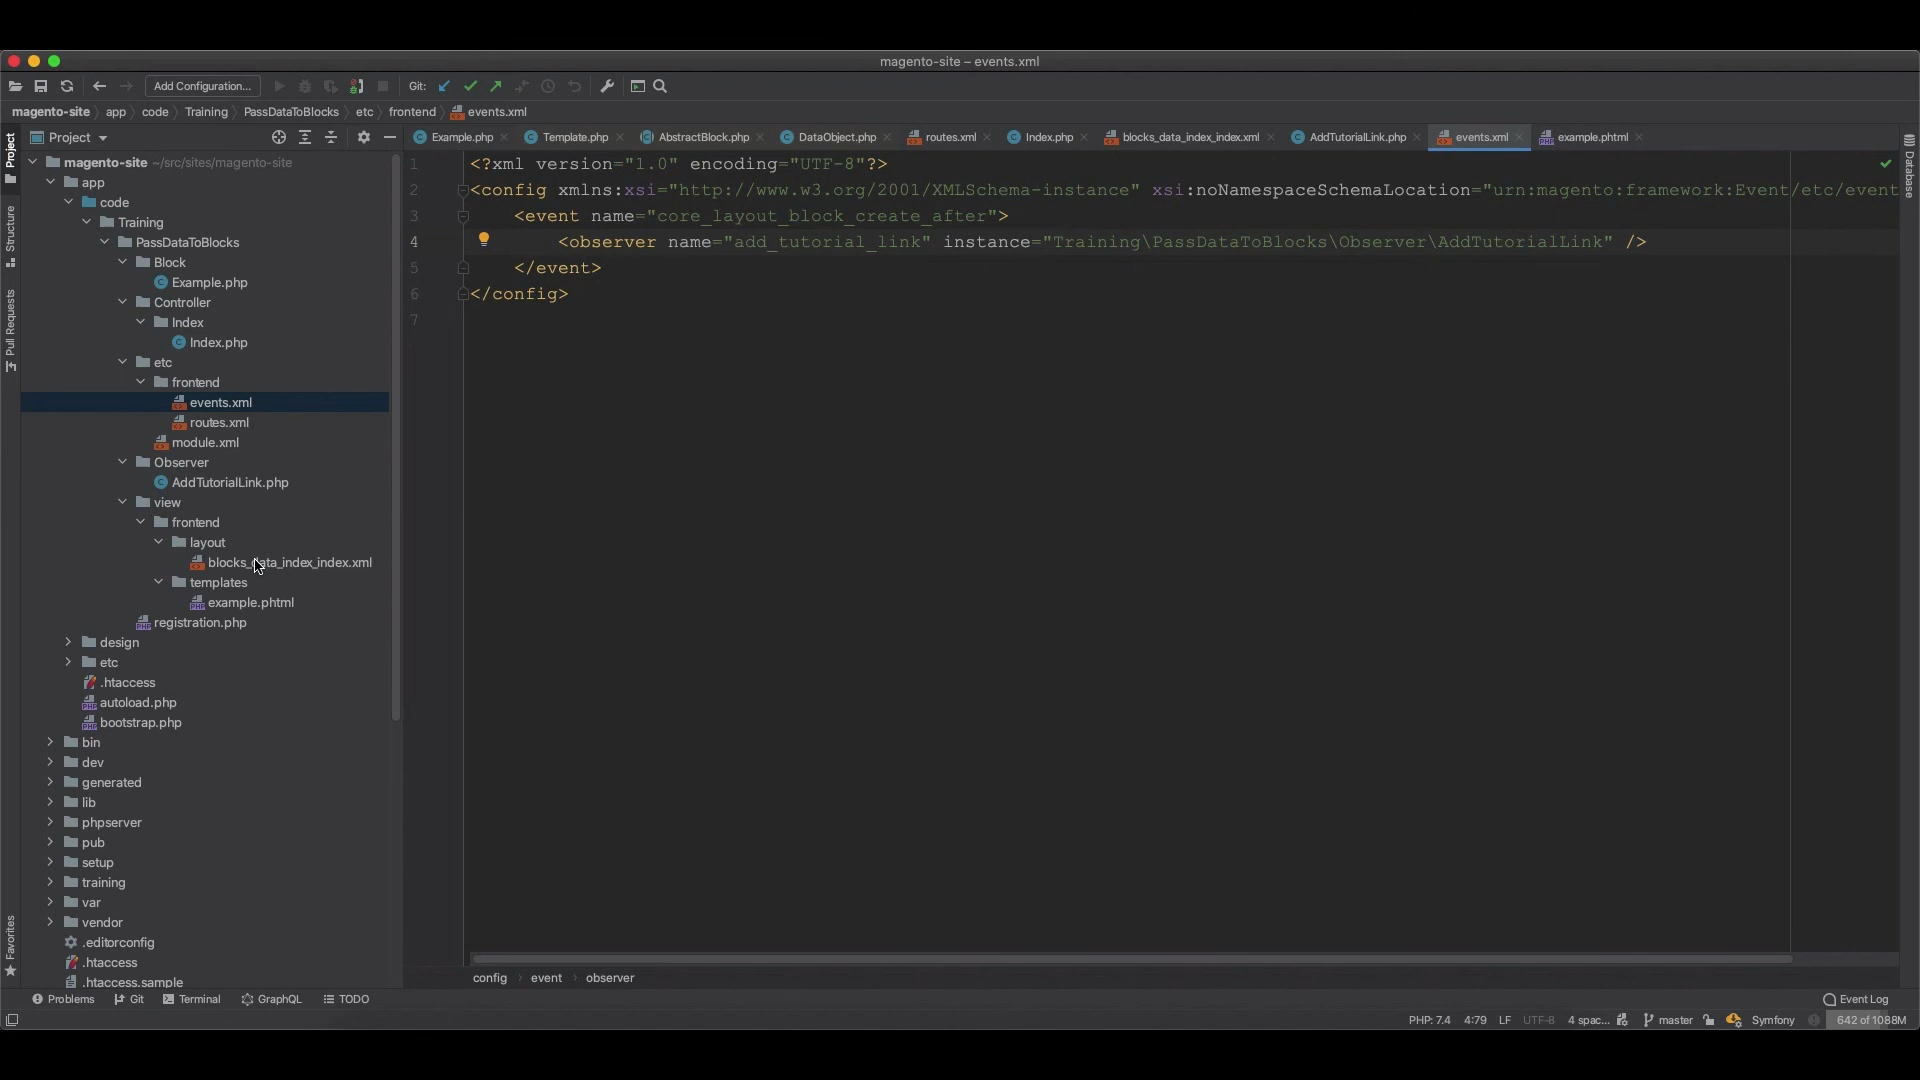 magento-site – events.xml
Add Configuration... Git:
magento-site app code Training PassDataToBlocks etc frontend events.xml
Project
Example.php Template.php AbstractBlock.php DataObject.php routes.xml Index.php blocks_data_index_index.xml AddTutorialLink.php events.xml example.phtml
Project
Structure
Pull Requests
Favorites
Database
magento-site ~/src/sites/magento-site
app
code
Training
PassDataToBlocks
Block
Example.php
Controller
Index
Index.php
etc
frontend
events.xml
routes.xml
module.xml
Observer
AddTutorialLink.php
view
frontend
layout
blocks_data_index_index.xml
templates
example.phtml
registration.php
design
etc
.htaccess
autoload.php
bootstrap.php
bin
dev
generated
lib
phpserver
pub
setup
training
var
vendor
.editorconfig
.htaccess
.htaccess.sample
1 <?xml version="1.0" encoding="UTF-8"?>
2 <config xmlns:xsi="http://www.w3.org/2001/XMLSchema-instance" xsi:noNamespaceSchemaLocation="urn:magento:framework:Event/etc/event
3 <event name="core_layout_block_create_after">
4 <observer name="add_tutorial_link" instance="Training\PassDataToBlocks\Observer\AddTutorialLink" />
5 </event>
6 </config>
7
config event observer
Problems Git Terminal GraphQL TODO Event Log
PHP: 7.4 4:79 LF UTF-8 4 spac... master Symfony 642 of 1088M